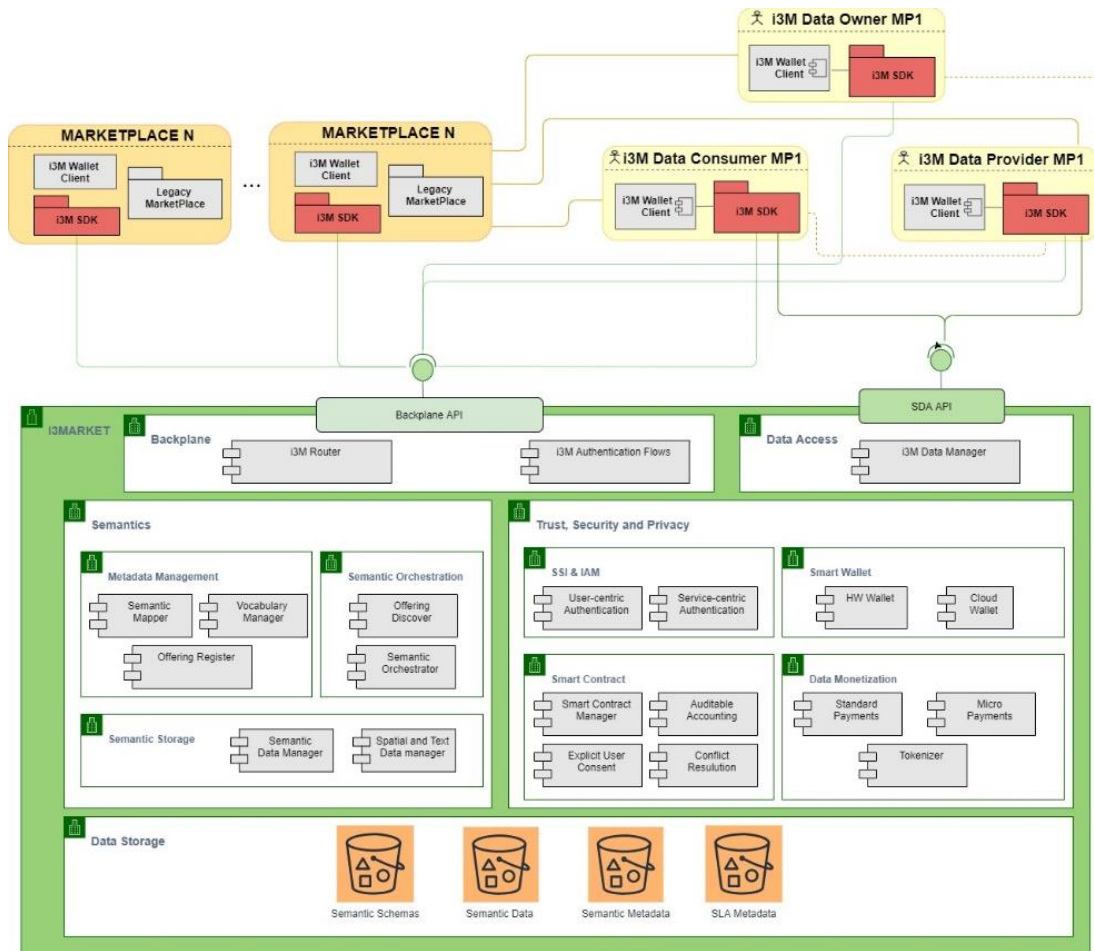 i3M Data Owner MP1
i3M Wallet
Client
i3M SDK
MARKETPLACE N
i3M Wallet
Client
Legacy
MarketPlace
i3M SDK
...
MARKETPLACE N
i3M Wallet
Client
Legacy
MarketPlace
i3M SDK
i3M Data Consumer MP1
i3M Wallet
Client
i3M SDK
i3M Data Provider MP1
i3M Wallet
Client
i3M SDK
Backplane API
SDA API
i3MARKET
Backplane
i3M Router
i3M Authentication Flows
Data Access
i3M Data Manager
Semantics
Metadata Management
Semantic
Mapper
Vocabulary
Manager
Offering Register
Semantic Orchestration
Offering
Discover
Semantic
Orchestrator
Semantic Storage
Semantic
Data Manager
Spatial and Text
Data manager
Trust, Security and Privacy
SSI & IAM
User-centric
Authentication
Service-centric
Authentication
Smart Wallet
HW Wallet
Cloud
Wallet
Smart Contract
Smart Contract
Manager
Auditable
Accounting
Explicit User
Consent
Conflict
Resulution
Data Monetization
Standard
Payments
Micro
Payments
Tokenizer
Data Storage
Semantic Schemas
Semantic Data
Semantic Metadata
SLA Metadata